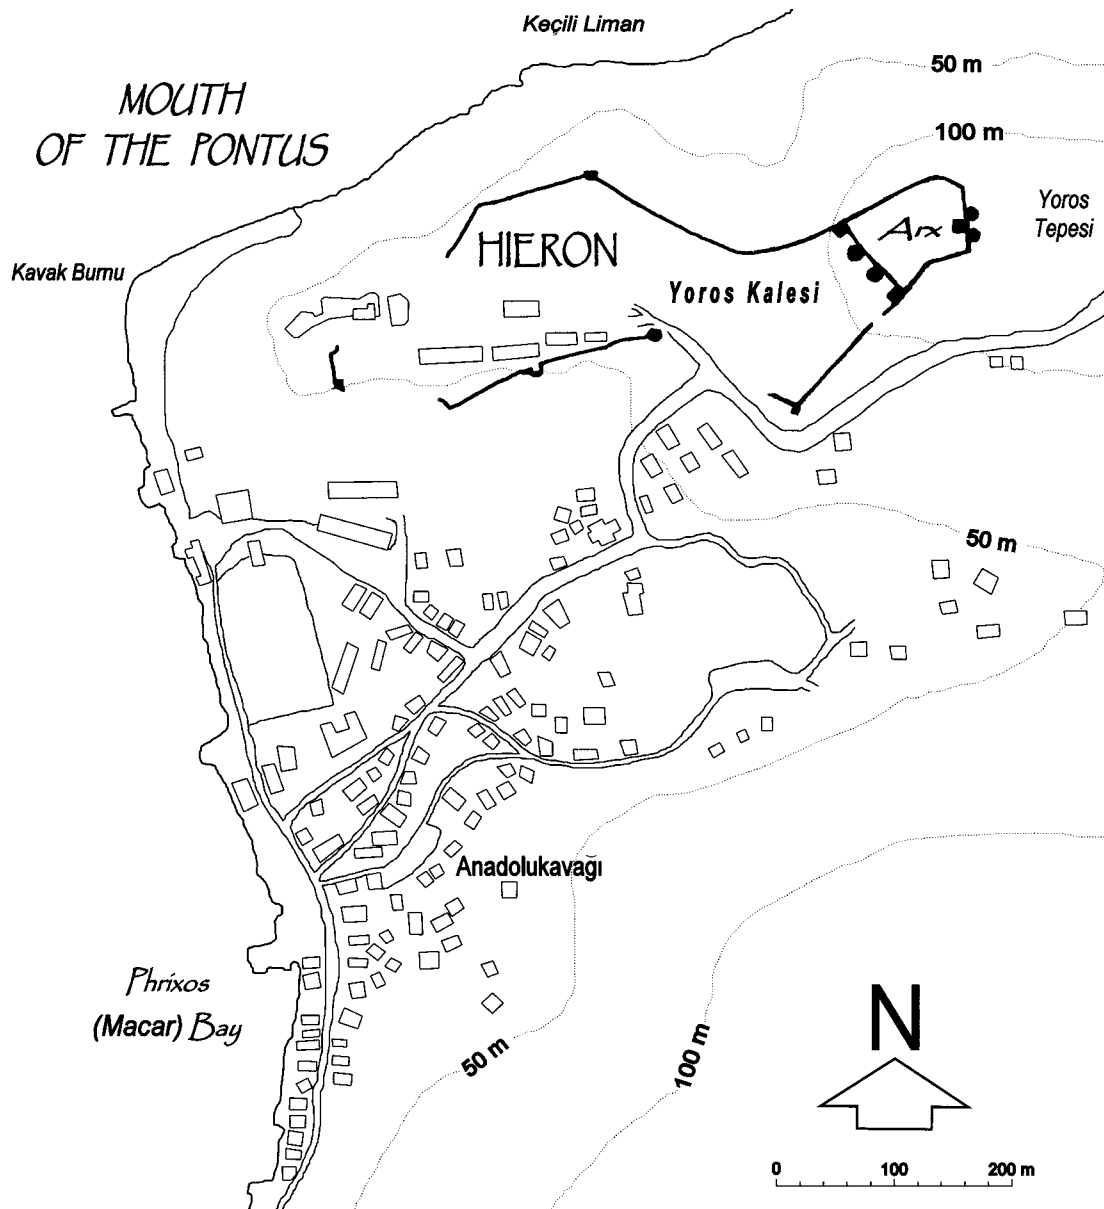 Keçili Liman
MOUTH
OF THE PONTUS
50 m
100 m
Yoros
Tepesi
Arx
HIERON
Kavak Burnu
Yoros Kalesi
50 m
Anadolukavağı
Phrixos
(Macar) Bay
N
50 m
100 m
0 100 200 m